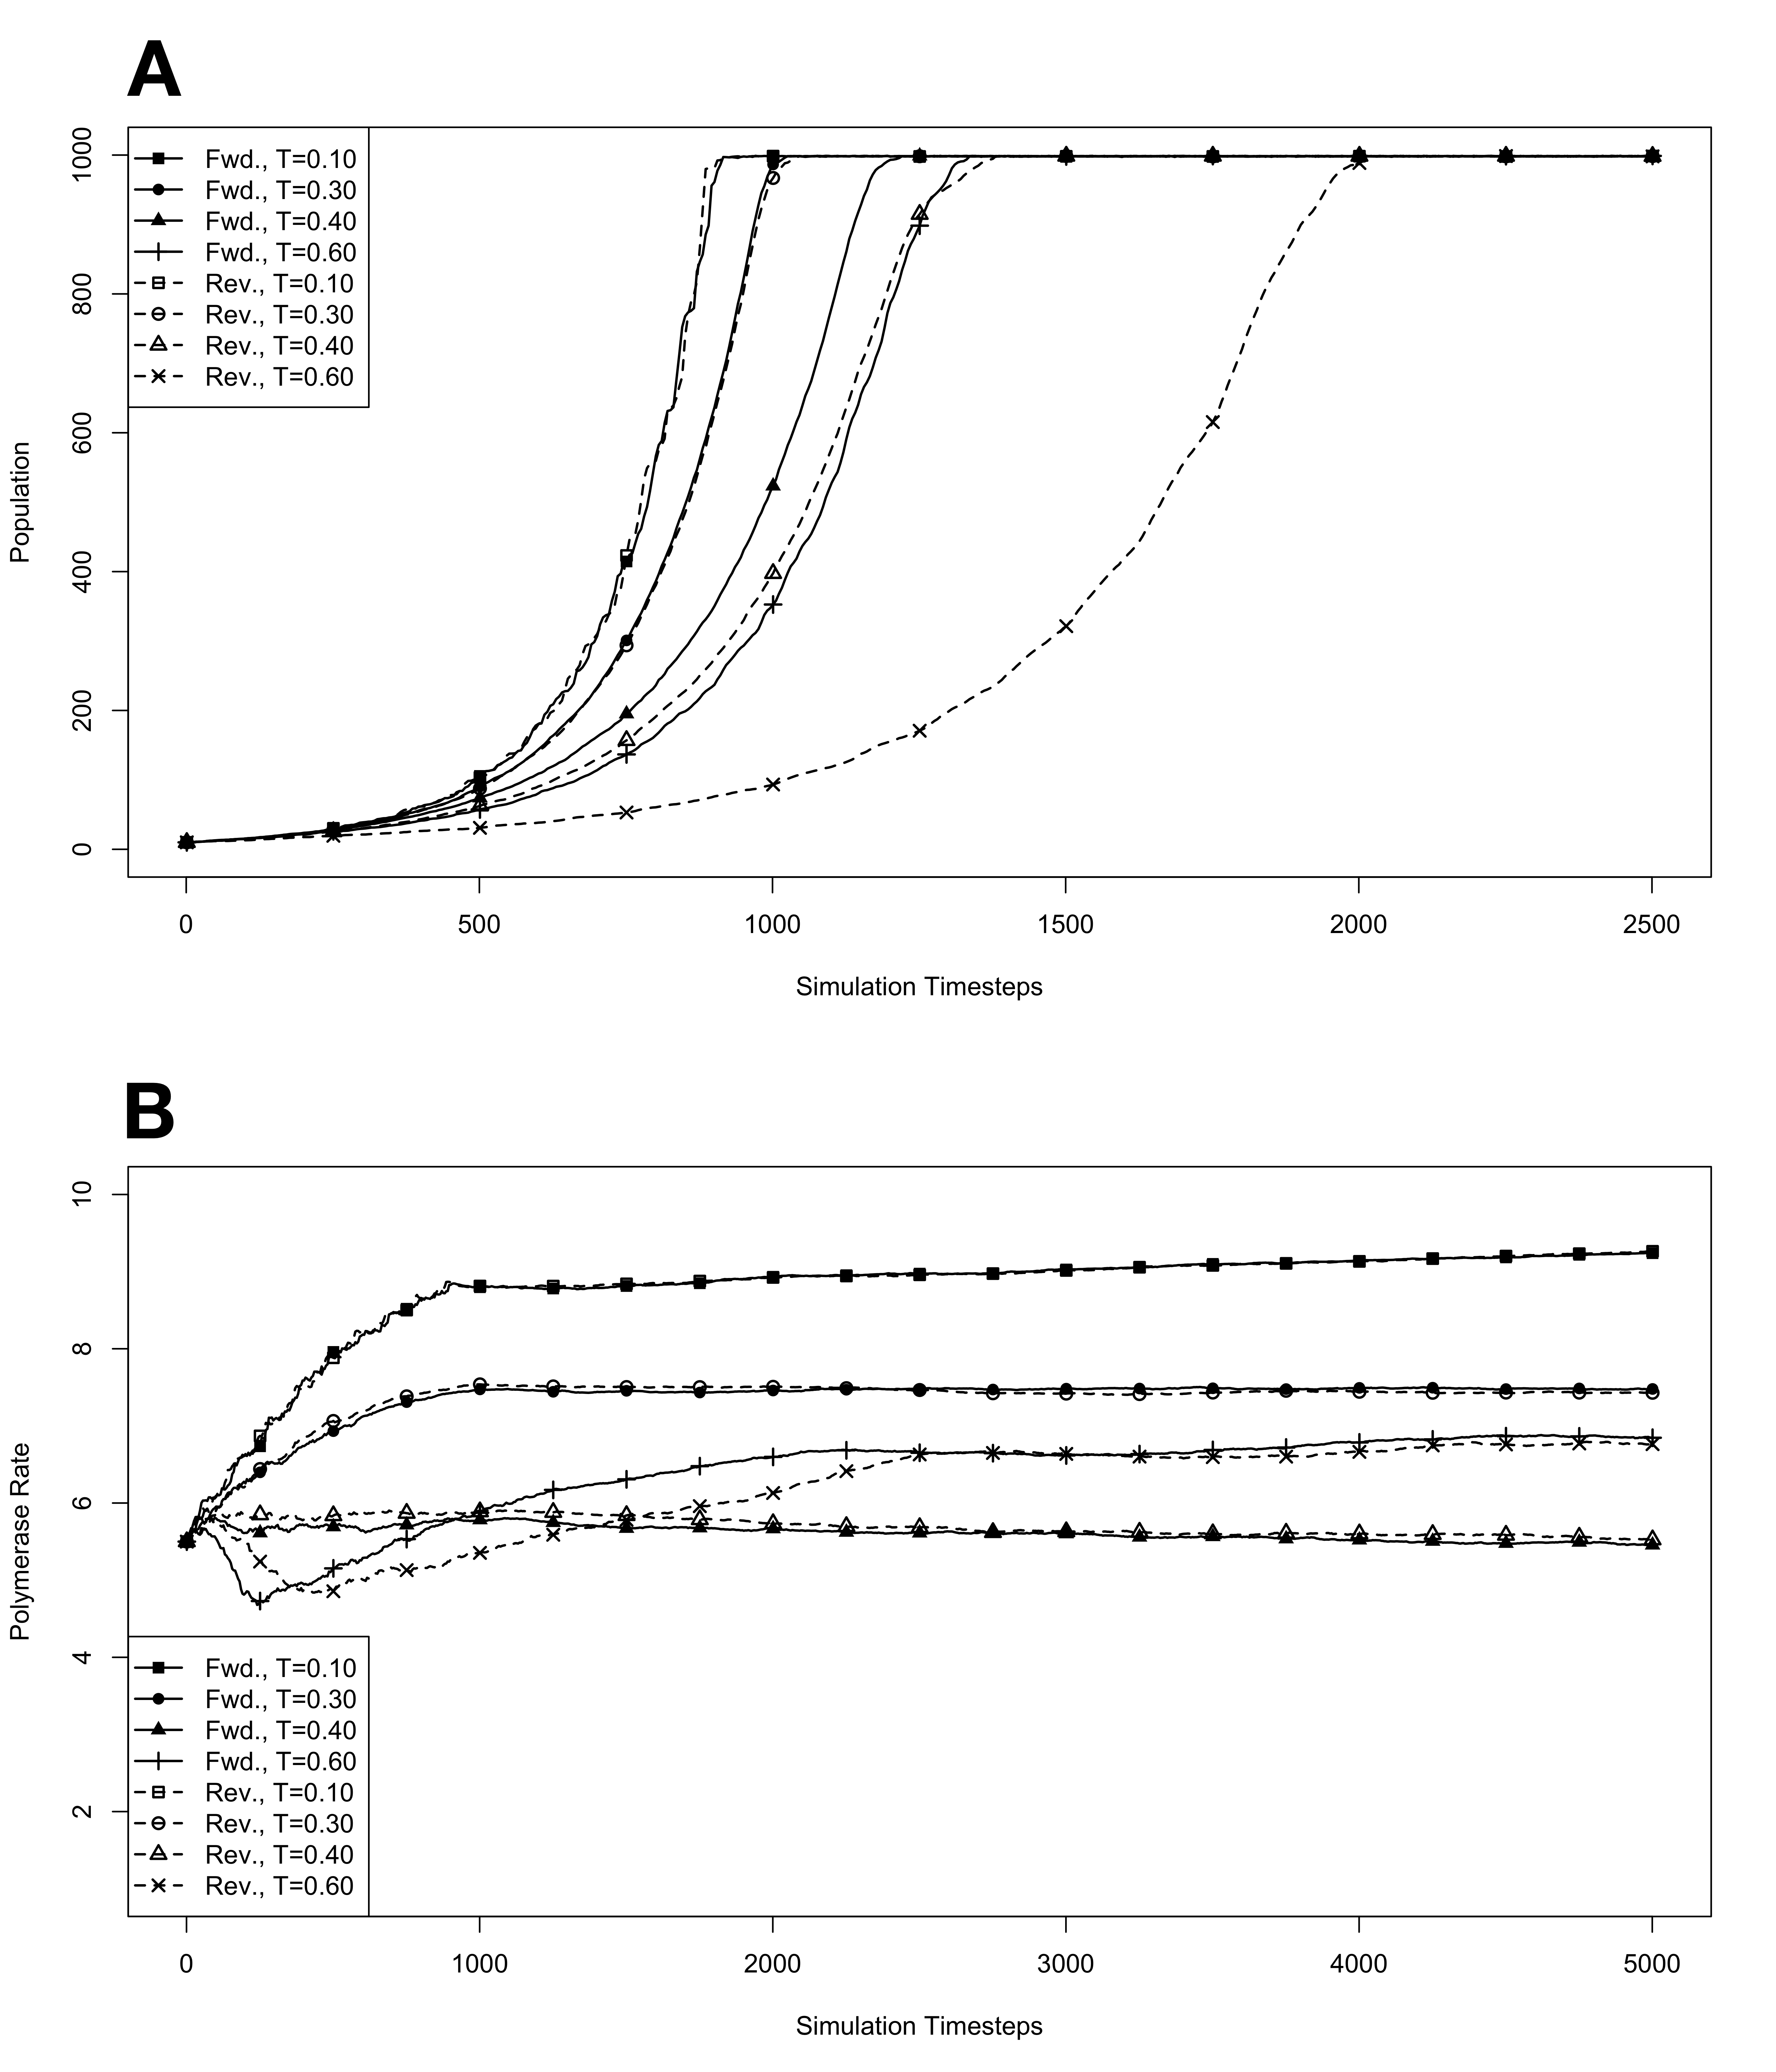 A
Fwd., T=0.10
Fwd., T=0.30
Fwd., T=0.40
Fwd., T=0.60
Rev., T=0.10
Rev., T=0.30
Rev., T=0.40
Rev., T=0.60
1000
800
600
400
200
0
Population
0 500 1000 1500 2000 2500
Simulation Timesteps
B
10
8
6
4
2
Polymerase Rate
Fwd., T=0.10
Fwd., T=0.30
Fwd., T=0.40
Fwd., T=0.60
Rev., T=0.10
Rev., T=0.30
Rev., T=0.40
Rev., T=0.60
0 1000 2000 3000 4000 5000
Simulation Timesteps